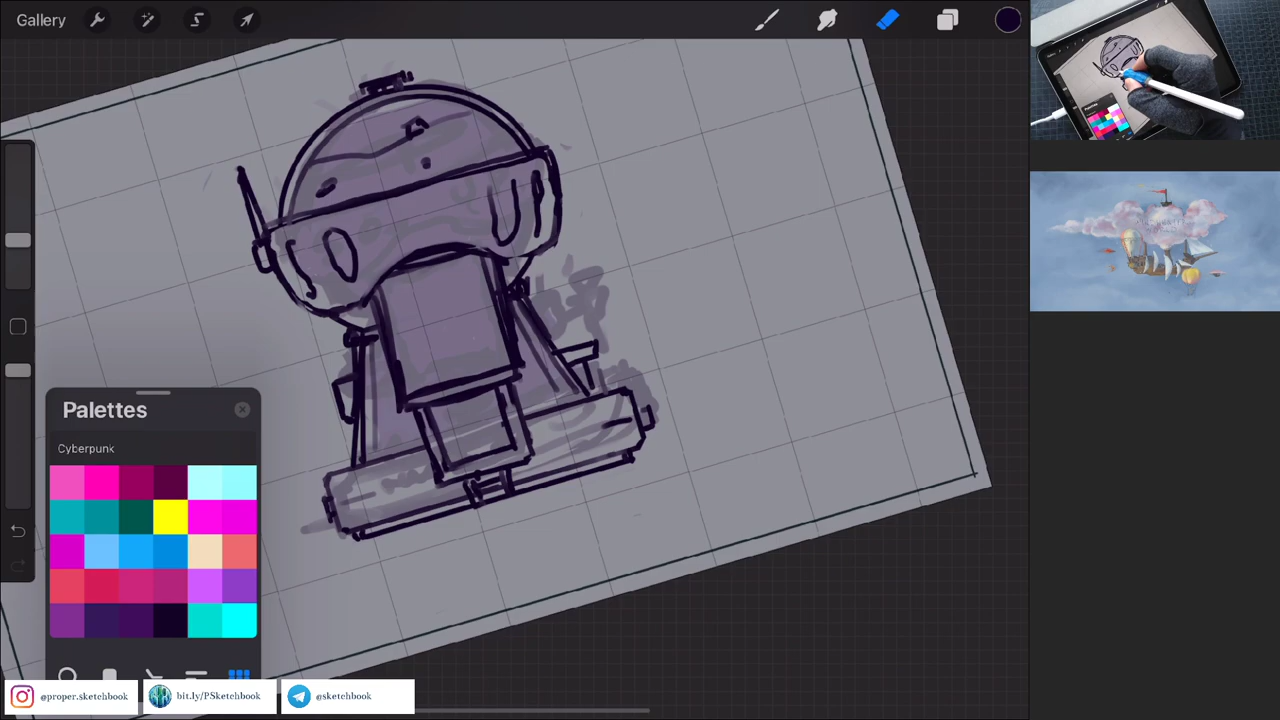 Gallery
Palettes
Cyberpunk
@proper.sketchbook
bit.ly/PSketchbook
@sketchbook